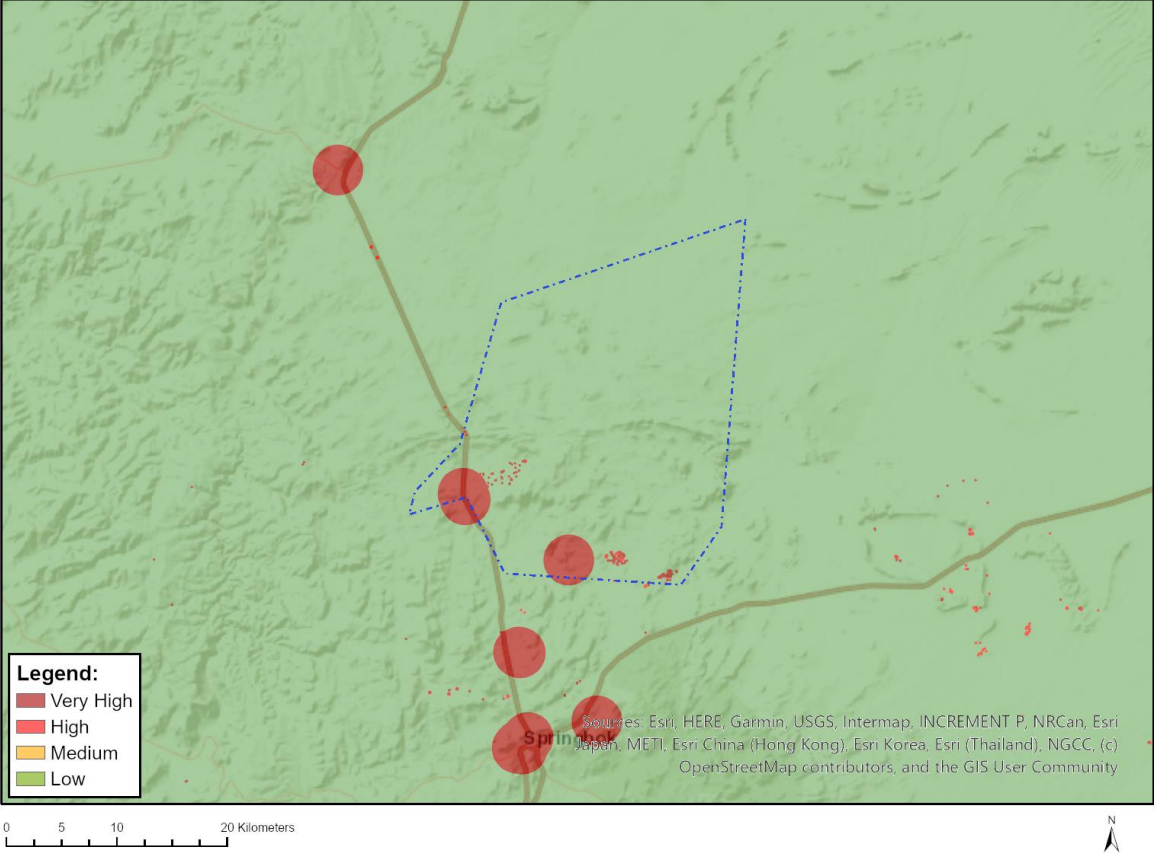 Legend:
Very High
High
Medium
Low
Springbok
Sources: Esri, HERE, Garmin, USGS, Intermap, INCREMENT P, NRCan, Esri
Japan, METI, Esri China (Hong Kong), Esri Korea, Esri (Thailand), NGCC, (c)
OpenStreetMap contributors, and the GIS User Community
0 5 10 20 Kilometers
N